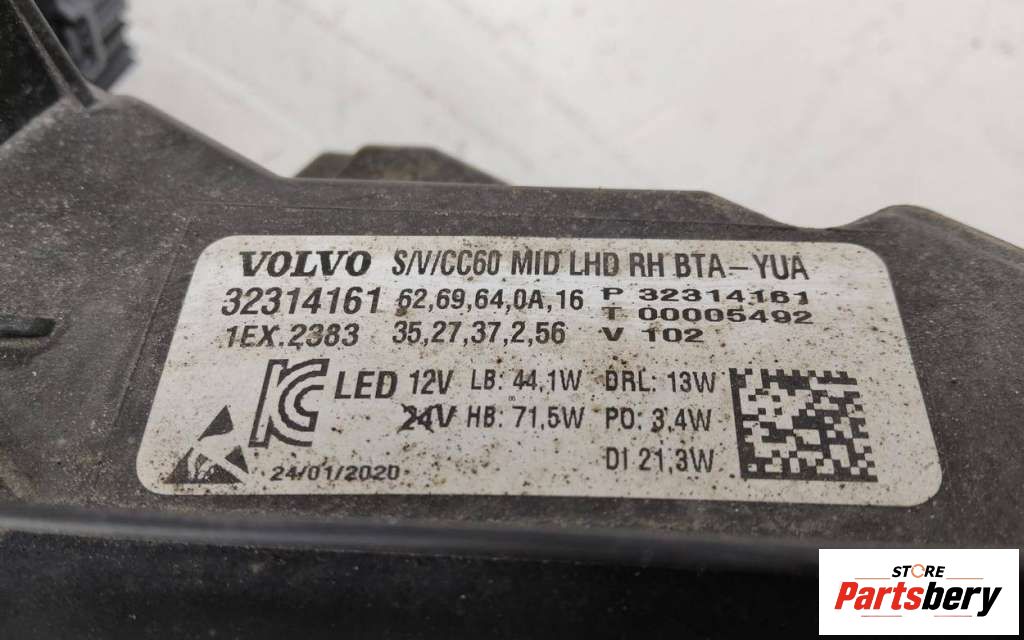 VOLVO S/V/CC60 MID LHD RH BTA-YUA
32314161 62,69,64,0A,16 P 32314161
T 00005492
1EX.2383 35,27,37,2,56 V 102
LED 12V LB: 44,1W DRL: 13W
24V HB: 71,5W PO: 3,4W
DI 21,3W
24/01/2020
STORE
Partsbery